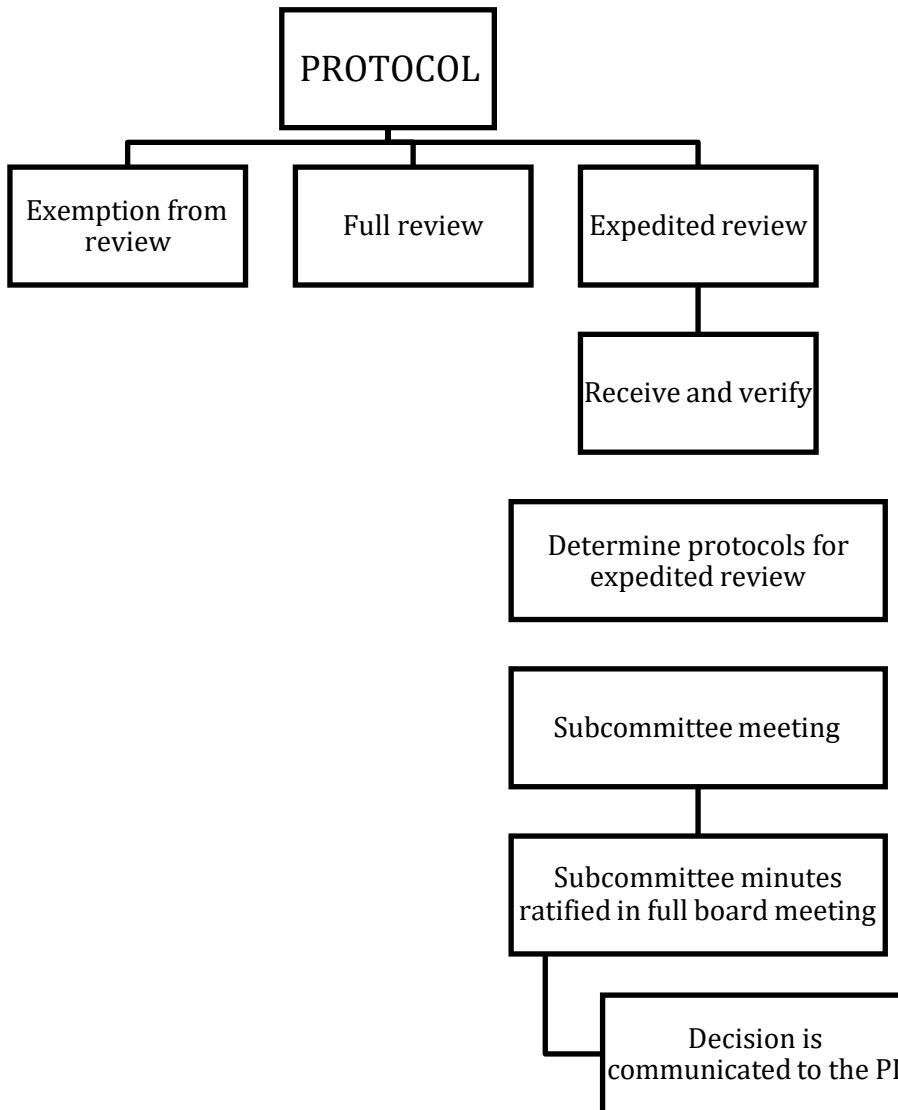 PROTOCOL
Exemption from
review
Full review
Expedited review
Receive and verify
Determine protocols for
expedited review
Subcommittee meeting
Subcommittee minutes
ratified in full board meeting
Decision is
communicated to the PI